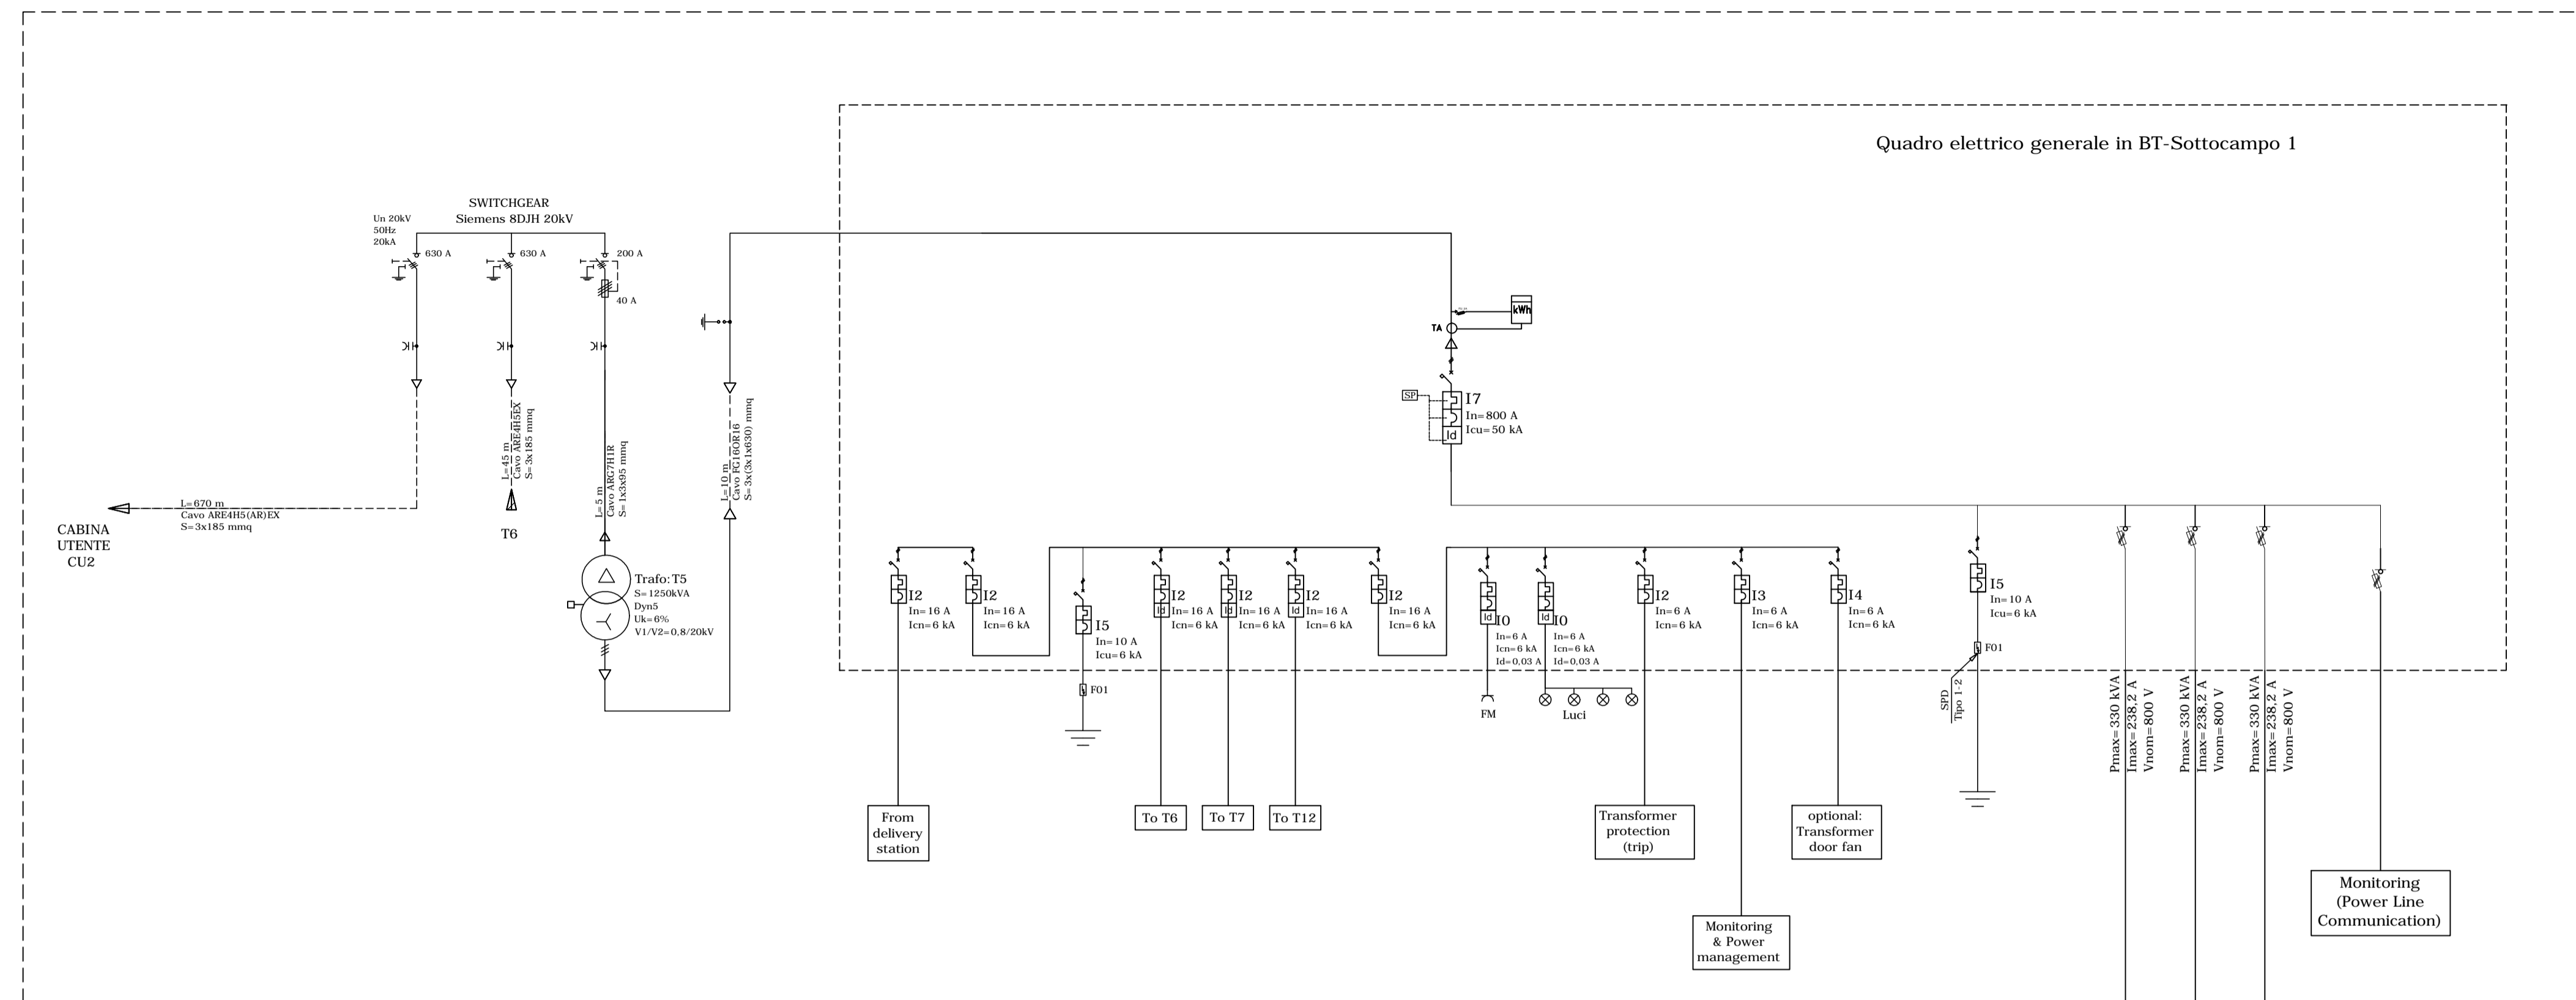 Quadro elettrico generale in BT-Sottocampo 1
SWITCHGEAR
Siemens 8DJH 20kV
Un 20kV
50Hz
20kA
630 A
630 A
200 A
40 A
L=670 m
Cavo ARE4H5(AR)EX
S=3x185 mmq
CABINA
UTENTE
CU2
L=45 m
Cavo ARE4H5EX
S=3x185 mmq
T6
L=5 m
Cavo ARG7H1R
S=1x3x95 mmq
L=10 m
Cavo FG16OR16
S=3x(3x1x630) mmq
Trafo: T5
S=1250kVA
Dyn5
Uk=6%
V1/V2=0,8/20kV
kWh
TA
SP
I7
In=800 A
Icu=50 kA
Id
I2
In=16 A
Icn=6 kA
I2
In=16 A
Icn=6 kA
I5
In=10 A
Icu=6 kA
F01
I2
Id
In=16 A
Icn=6 kA
I2
Id
In=16 A
Icn=6 kA
I2
Id
In=16 A
Icn=6 kA
I2
In=16 A
Icn=6 kA
Id
I0
In=6 A
Icn=6 kA
Id=0,03 A
FM
Id
I0
In=6 A
Icn=6 kA
Id=0,03 A
Luci
I2
In=6 A
Icn=6 kA
I3
In=6 A
Icn=6 kA
I4
In=6 A
Icn=6 kA
I5
In=10 A
Icu=6 kA
F01
SPD
Tipo 1-2
Pmax=330 kVA
Imax=238,2 A
Vnom=800 V
Pmax=330 kVA
Imax=238,2 A
Vnom=800 V
Pmax=330 kVA
Imax=238,2 A
Vnom=800 V
From
delivery
station
To T6
To T7
To T12
Transformer
protection
(trip)
optional:
Transformer
door fan
Monitoring
& Power
management
Monitoring
(Power Line
Communication)